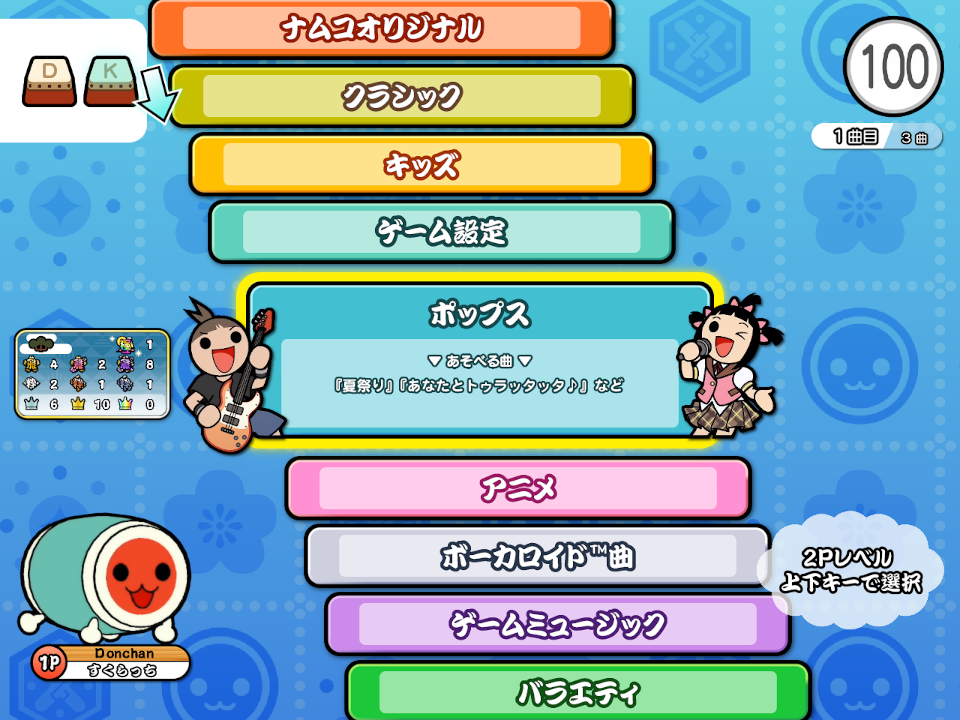 ナムコオリジナル
D K
100
クラシック
1曲目 3曲
キッズ
ゲーム設定
ポップス
▼あそべる曲▼
『夏祭り』『あなたとトゥラッタッタ♪』など
1
4 2 8
2 1 1
6 10 0
アニメ
ボーカロイド™曲
2Pレベル
上下キーで選択
ゲームミュージック
1P Donchan
すくらっち
バラエティ